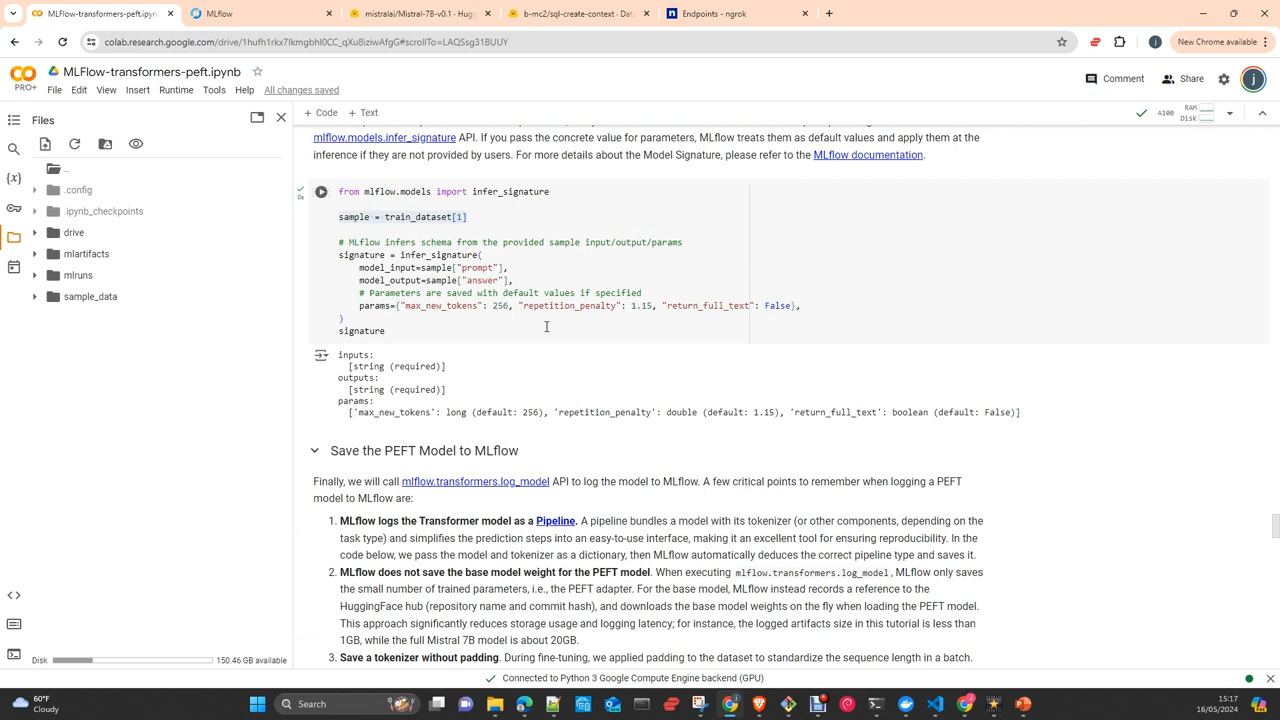 MLFlow-transformers-peft.ipynb
MLflow
mistralai/Mistral-7B-v0.1 - Hugg
b-mc2/sql-create-context - Data
Endpoints - ngrok
colab.research.google.com/drive/1hufh1rkx7lkmgbhl0CC_qXu8iziwAfgG#scrollTo=LAQSsg31BUUY
New Chrome available
PRO+
MLFlow-transformers-peft.ipynb
Comment
Share
File Edit View Insert Runtime Tools Help All changes saved
Files
+ Code + Text
A100
RAM
Disk
..
.config
.ipynb_checkpoints
drive
mlartifacts
mlruns
sample_data
mlflow.models.infer_signature API. If you pass the concrete value for parameters, MLflow treats them as default values and apply them at the
inference if they are not provided by users. For more details about the Model Signature, please refer to the MLflow documentation.
0s
from mlflow.models import infer_signature
sample = train_dataset[1]
# MLflow infers schema from the provided sample input/output/params
signature = infer_signature(
model_input=sample["prompt"],
model_output=sample["answer"],
# Parameters are saved with default values if specified
params={"max_new_tokens": 256, "repetition_penalty": 1.15, "return_full_text": False},
)
signature
inputs:
[string (required)]
outputs:
[string (required)]
params:
['max_new_tokens': long (default: 256), 'repetition_penalty': double (default: 1.15), 'return_full_text': boolean (default: False)]
Save the PEFT Model to MLflow
Finally, we will call mlflow.transformers.log_model API to log the model to MLflow. A few critical points to remember when logging a PEFT
model to MLflow are:
1. MLflow logs the Transformer model as a Pipeline. A pipeline bundles a model with its tokenizer (or other components, depending on the
task type) and simplifies the prediction steps into an easy-to-use interface, making it an excellent tool for ensuring reproducibility. In the
code below, we pass the model and tokenizer as a dictionary, then MLflow automatically deduces the correct pipeline type and saves it.
2. MLflow does not save the base model weight for the PEFT model. When executing mlflow.transformers.log_model, MLflow only saves
the small number of trained parameters, i.e., the PEFT adapter. For the base model, MLflow instead records a reference to the
HuggingFace hub (repository name and commit hash), and downloads the base model weights on the fly when loading the PEFT model.
This approach significantly reduces storage usage and logging latency; for instance, the logged artifacts size in this tutorial is less than
1GB, while the full Mistral 7B model is about 20GB.
3. Save a tokenizer without padding. During fine-tuning, we applied padding to the dataset to standardize the sequence length in a batch.
Disk 150.46 GB available
Connected to Python 3 Google Compute Engine backend (GPU)
60°F
Cloudy
Search
15:17
16/05/2024